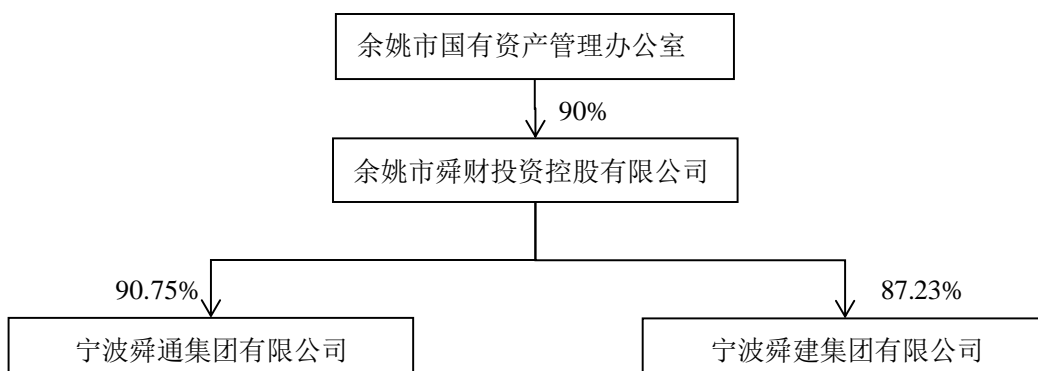 余姚市国有资产管理办公室
90%
余姚市舜财投资控股有限公司
90.75%
87.23%
宁波舜通集团有限公司
宁波舜建集团有限公司